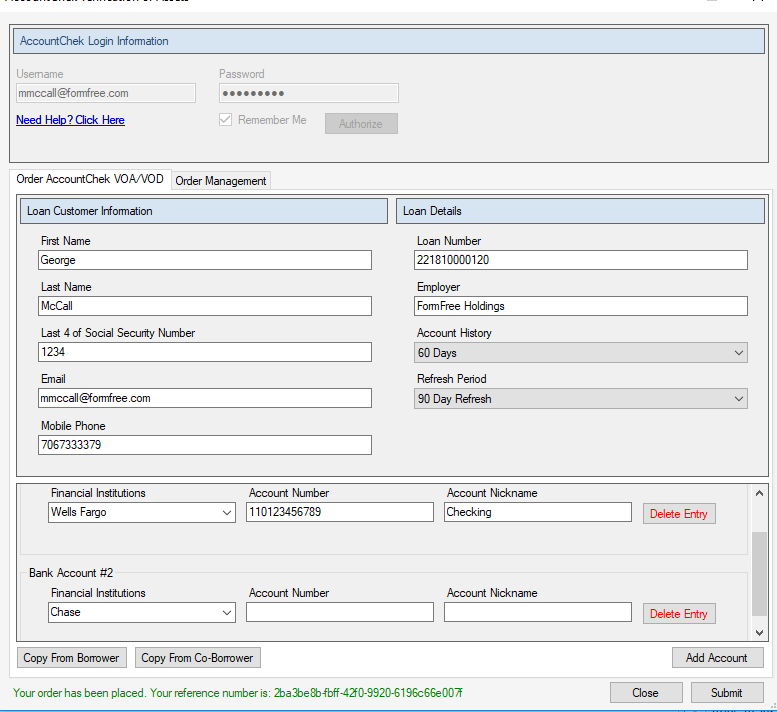 AccountChek Login Information
Username
Password
mmccall@formfree.com
●●●●●●●●●
Need Help? Click Here
Remember Me
Authorize
Order AccountChek VOA/VOD
Order Management
Loan Customer Information
Loan Details
First Name
Loan Number
George
221810000120
Last Name
Employer
McCall
FormFree Holdings
Last 4 of Social Security Number
Account History
1234
60 Days
Email
Refresh Period
mmccall@formfree.com
90 Day Refresh
Mobile Phone
7067333379
Financial Institutions
Account Number
Account Nickname
Wells Fargo
110123456789
Checking
Delete Entry
Bank Account #2
Financial Institutions
Account Number
Account Nickname
Chase
Delete Entry
Copy From Borrower
Copy From Co-Borrower
Add Account
Your order has been placed. Your reference number is: 2ba3be8b-fbff-42f0-9920-6196c66e007f
Close
Submit